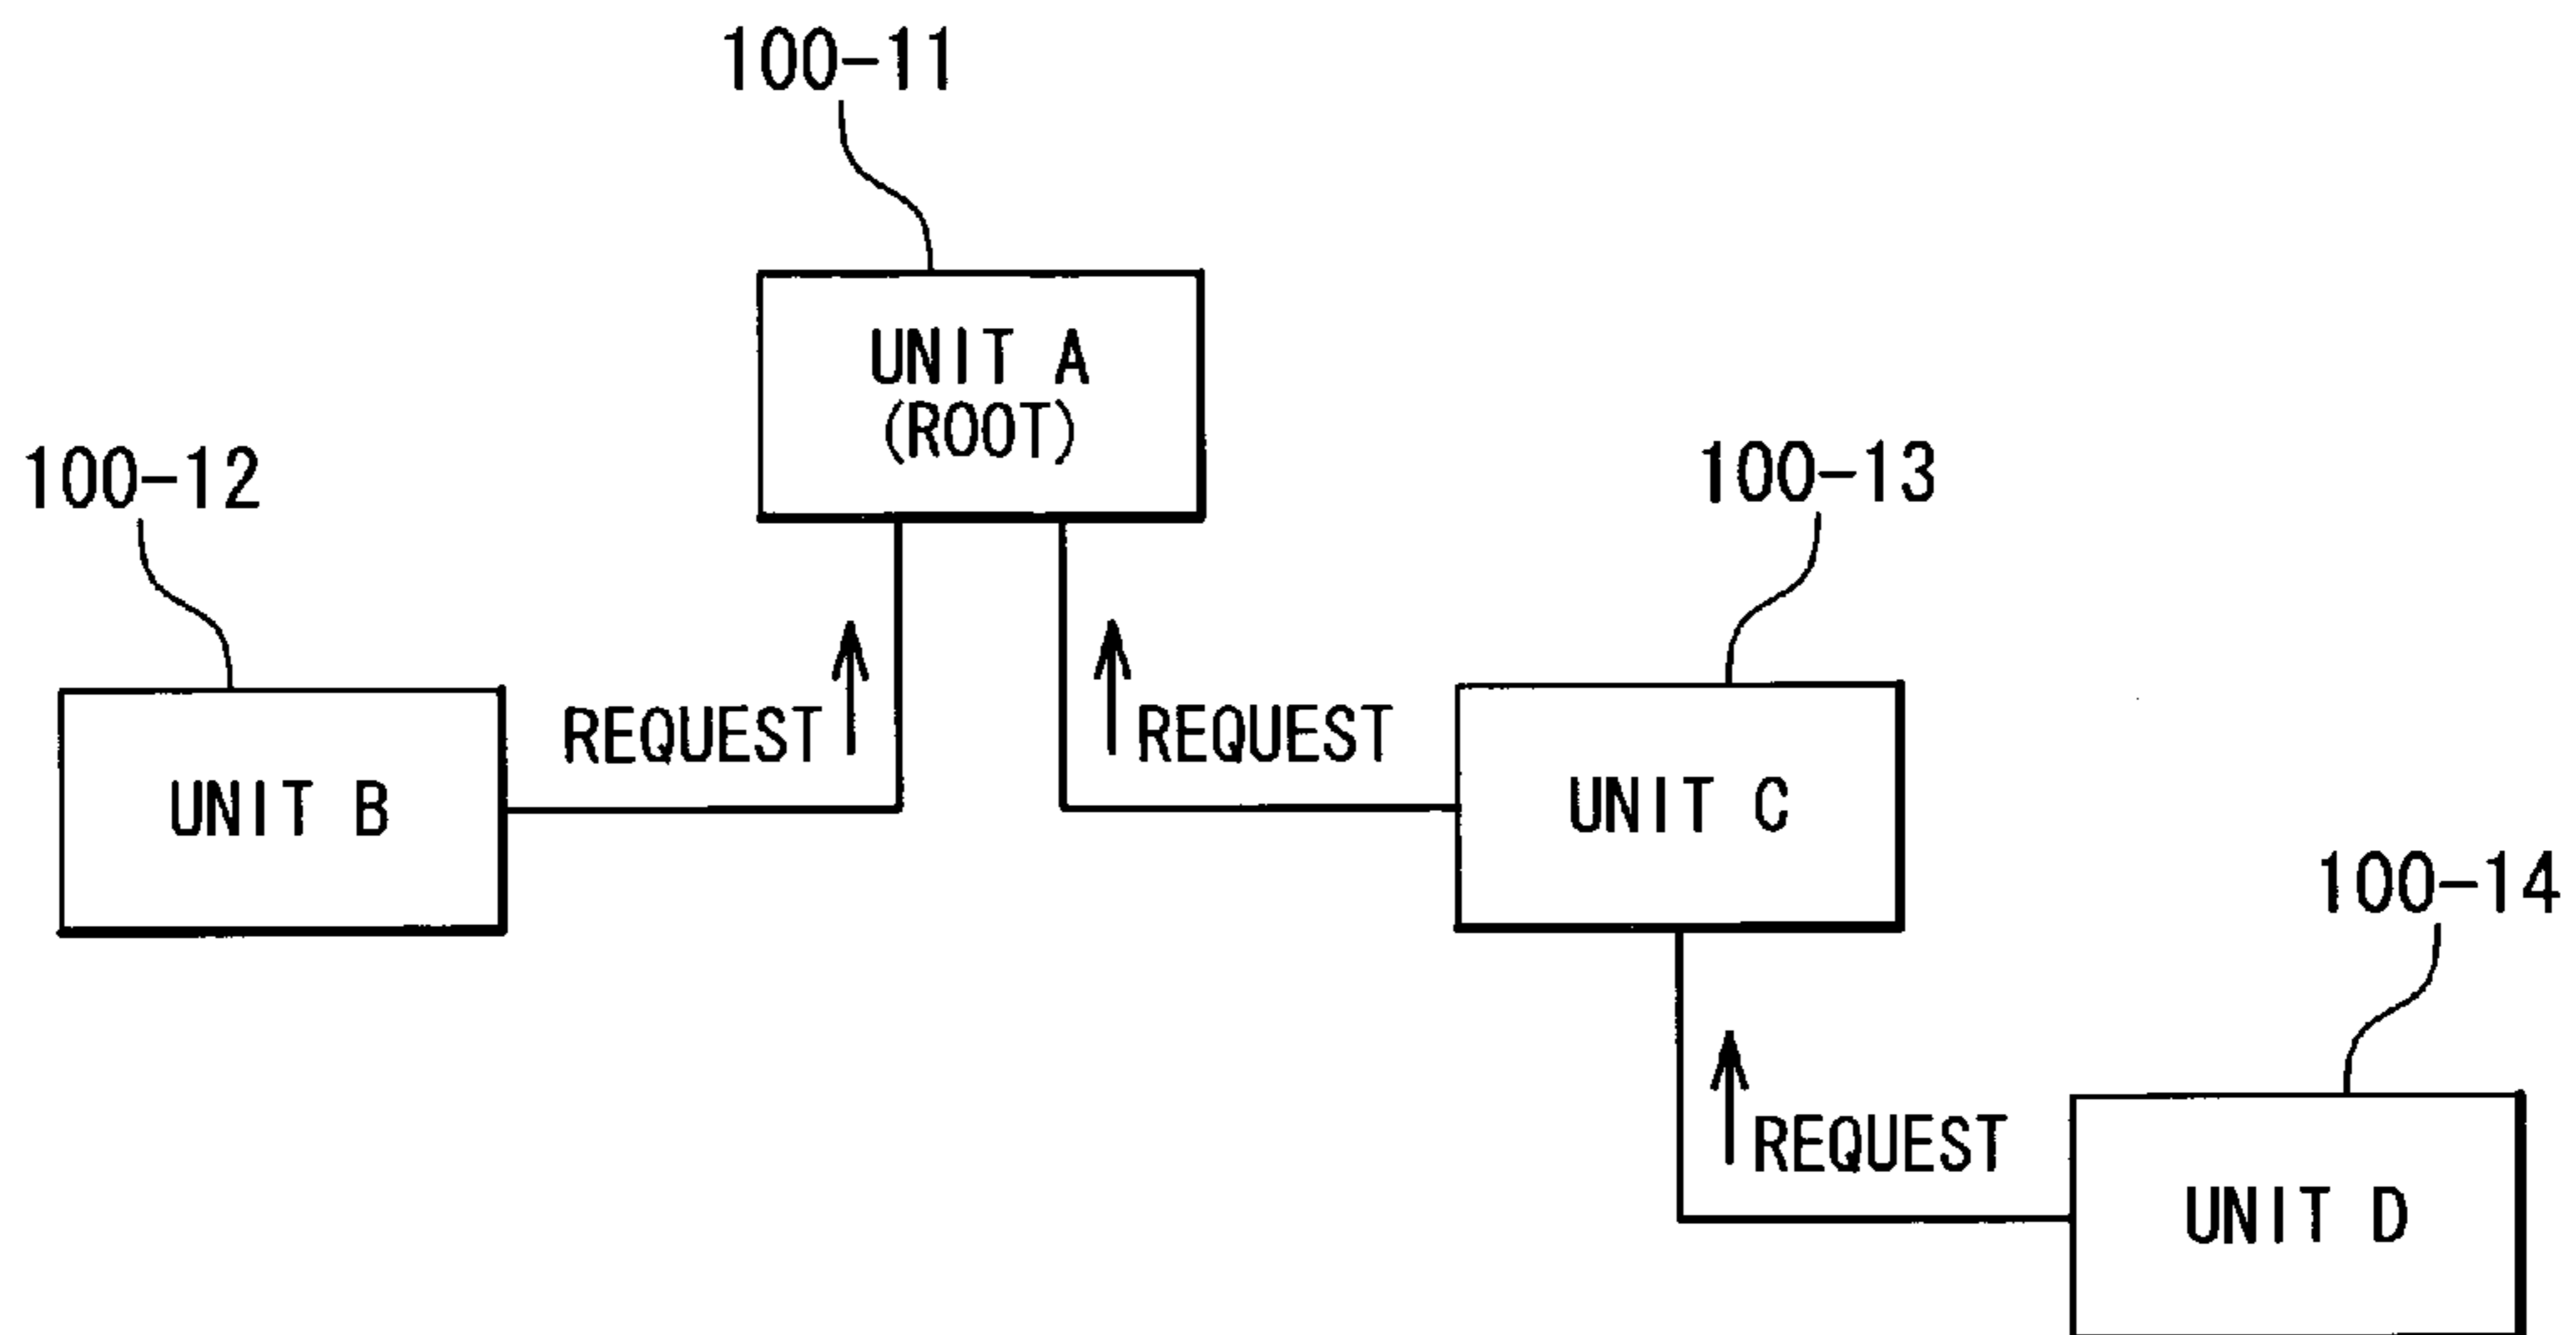 100-11
UNIT A
(ROOT)
100-12
100-13
REQUEST
REQUEST
UNIT B
UNIT C
100-14
REQUEST
UNIT D